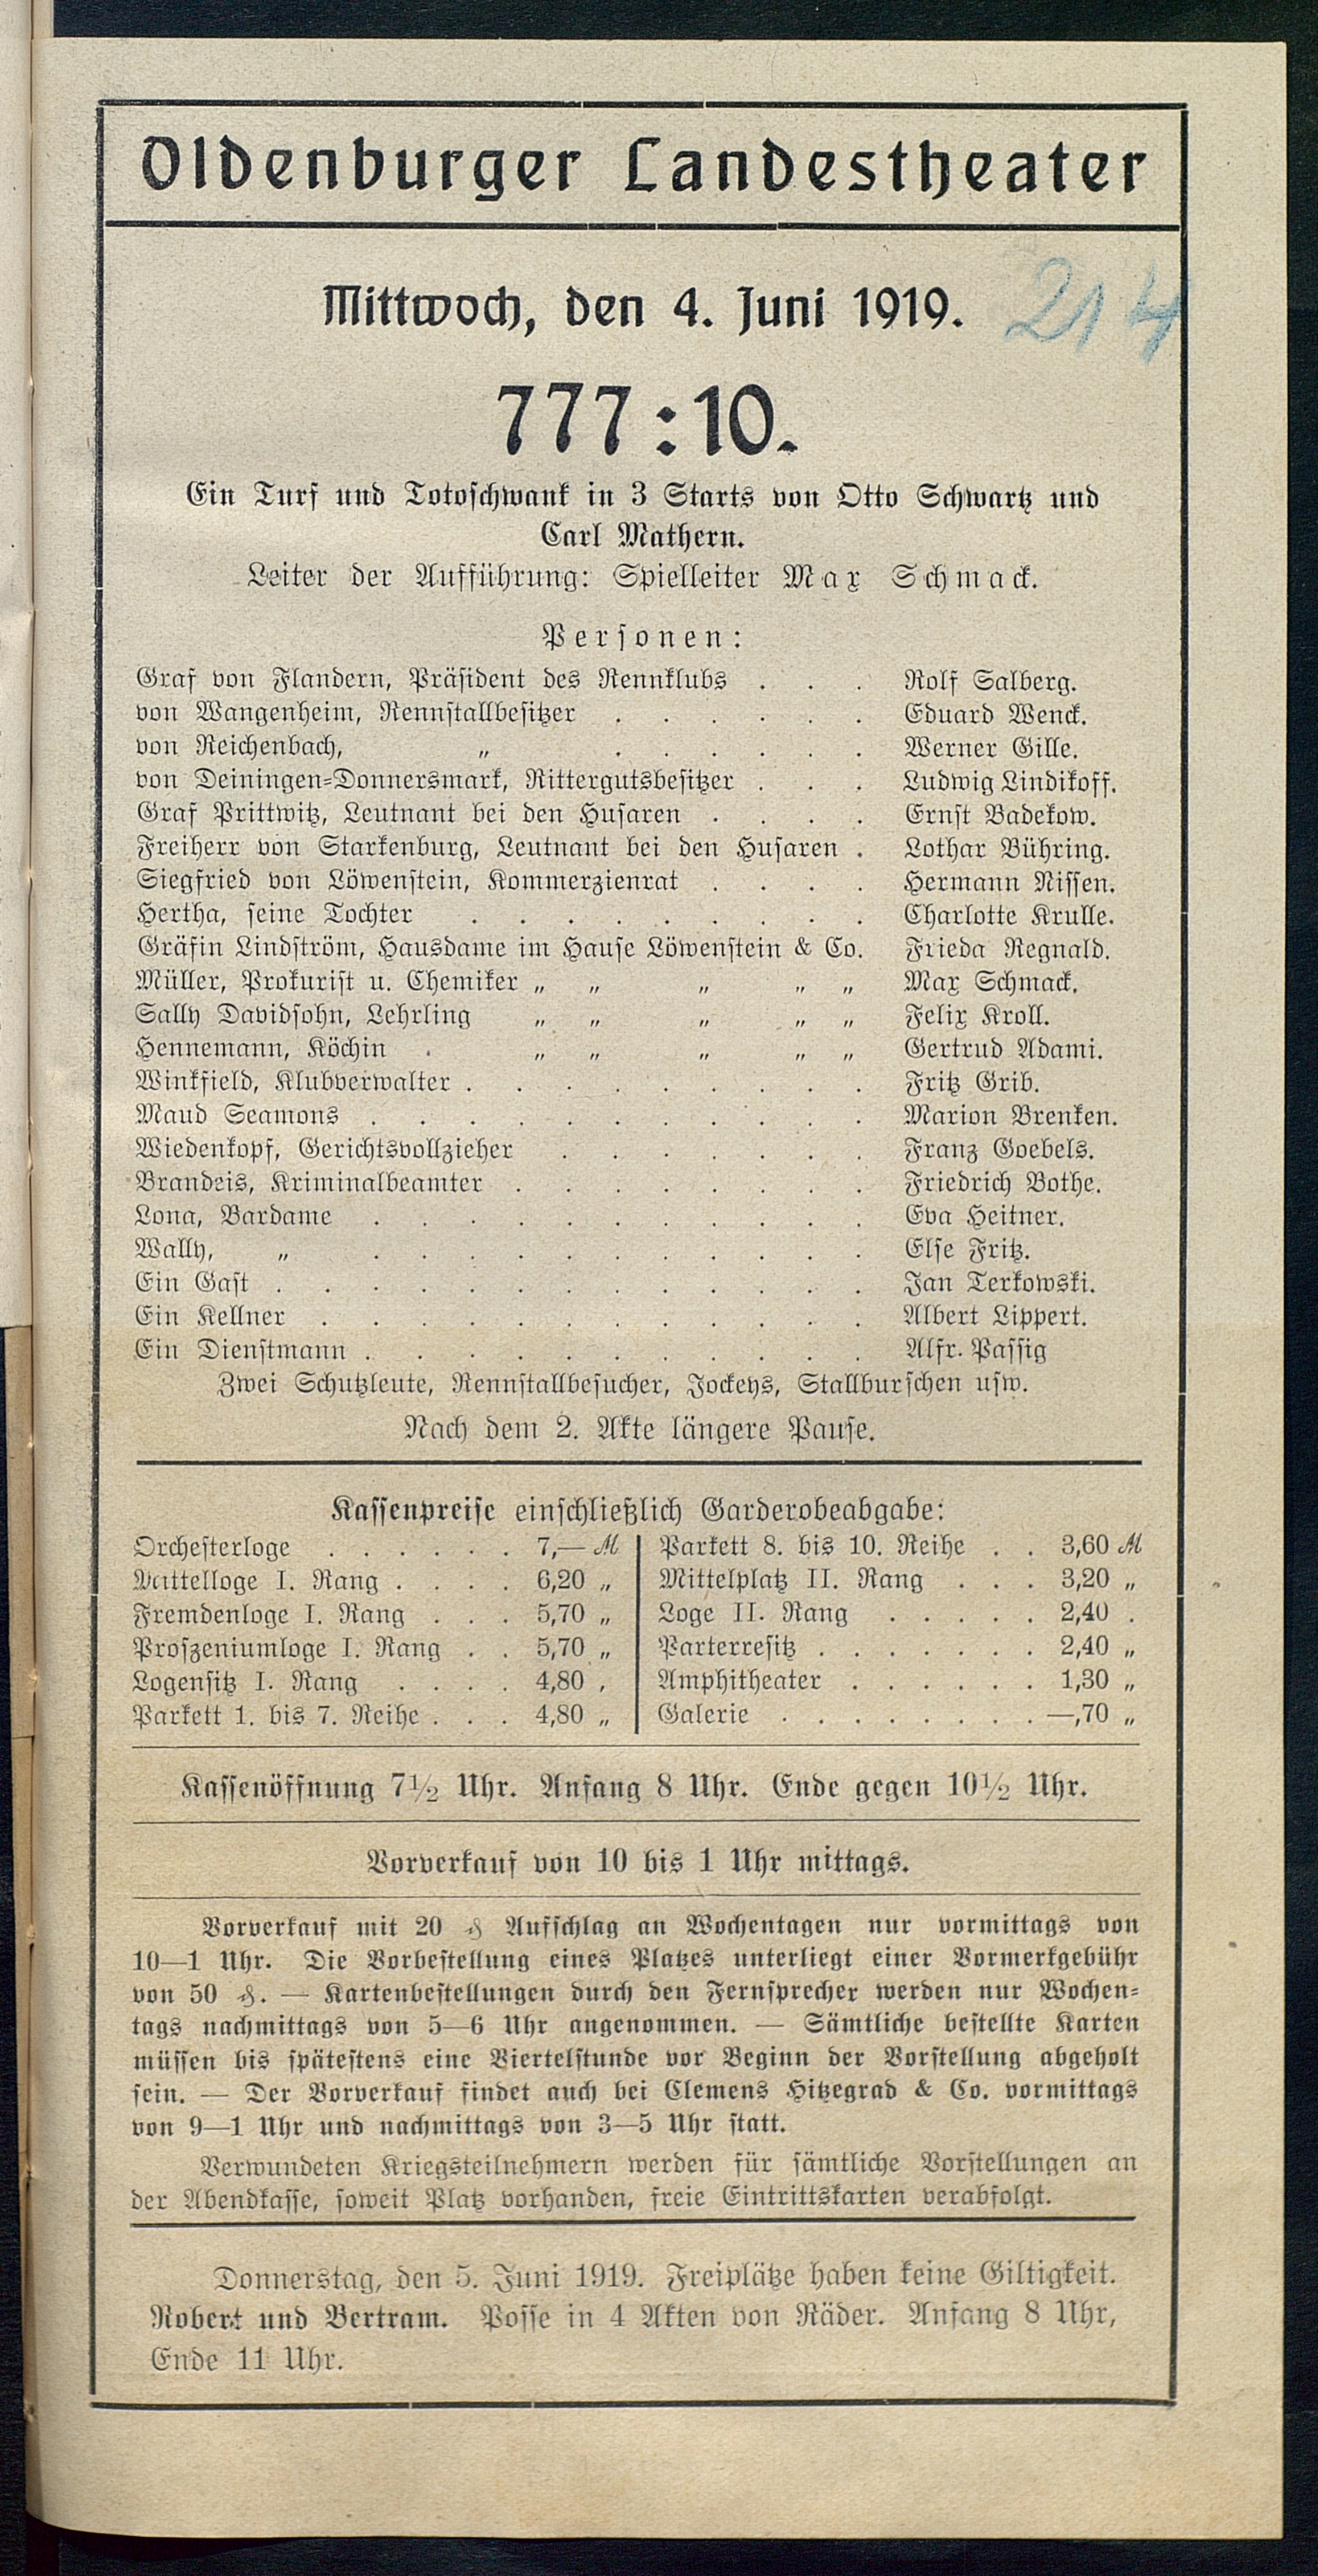 Oldenburger Landestheater
Mittwoch, den 4. Juni 1919.
214
777:10.
Ein Turf und Totoschwank in 3 Starts von Otto Schwartz und
Carl Mathern.
Leiter der Aufführung: Spielleiter Max Schmack.
Personen:
Graf von Flandern, Präsident des Rennklubs . . . Rolf Salberg.
von Wangenheim, Rennstallbesitzer . . . . . . Eduard Wenck.
von Reichenbach, „ . . . . . . Werner Gille.
von Deiningen-Donnersmark, Rittergutsbesitzer . . . Ludwig Lindikoff.
Graf Prittwitz, Leutnant bei den Husaren . . . . Ernst Badekow.
Freiherr von Starkenburg, Leutnant bei den Husaren . Lothar Bühring.
Siegfried von Löwenstein, Kommerzienrat . . . . Hermann Nissen.
Hertha, seine Tochter . . . . . . . . . Charlotte Krulle.
Gräfin Lindström, Hausdame im Hause Löwenstein & Co. Frieda Regnald.
Müller, Prokurist u. Chemiker „ „ „ „ „ Max Schmack.
Sally Davidsohn, Lehrling „ „ „ „ „ Felix Kroll.
Hennemann, Köchin . „ „ „ „ „ Gertrud Adami.
Winkfield, Klubverwalter . . . . . . . . . Fritz Grib.
Maud Seamons . . . . . . . . . . . Marion Brenken.
Wiedenkopf, Gerichtsvollzieher . . . . . . . Franz Goebels.
Brandeis, Kriminalbeamter . . . . . . . . Friedrich Bothe.
Lona, Bardame . . . . . . . . . . . Eva Heitner.
Wally, „ . . . . . . . . . . . Else Fritz.
Ein Gast . . . . . . . . . . . . . Jan Terkowski.
Ein Kellner . . . . . . . . . . . . Albert Lippert.
Ein Dienstmann . . . . . . . . . . . Alfr. Passig
Zwei Schutzleute, Rennstallbesucher, Jockeys, Stallburschen usw.
Nach dem 2. Akte längere Pause.
Kassenpreise einschließlich Garderobeabgabe:
Orchesterloge . . . . . . 7,— M
Mittelloge I. Rang . . . . 6,20 „
Fremdenloge I. Rang . . . 5,70 „
Proszeniumloge I. Rang . . 5,70 „
Logensitz I. Rang . . . . 4,80 ,
Parkett 1. bis 7. Reihe . . . 4,80 „
Parkett 8. bis 10. Reihe . . 3,60 M
Mittelplatz II. Rang . . . 3,20 „
Loge II. Rang . . . . . 2,40 .
Parterresitz . . . . . . . 2,40 „
Amphitheater . . . . . . 1,30 „
Galerie . . . . . . . . —,70 „
Kassenöffnung 7½ Uhr. Anfang 8 Uhr. Ende gegen 10½ Uhr.
Vorverkauf von 10 bis 1 Uhr mittags.
Vorverkauf mit 20 ₰ Aufschlag an Wochentagen nur vormittags von
10—1 Uhr. Die Vorbestellung eines Platzes unterliegt einer Vormerkgebühr
von 50 ₰. — Kartenbestellungen durch den Fernsprecher werden nur Wochen-
tags nachmittags von 5—6 Uhr angenommen. — Sämtliche bestellte Karten
müssen bis spätestens eine Viertelstunde vor Beginn der Vorstellung abgeholt
sein. — Der Vorverkauf findet auch bei Clemens Hitzegrad & Co. vormittags
von 9—1 Uhr und nachmittags von 3—5 Uhr statt.
Verwundeten Kriegsteilnehmern werden für sämtliche Vorstellungen an
der Abendkasse, soweit Platz vorhanden, freie Eintrittskarten verabfolgt.
Donnerstag, den 5. Juni 1919. Freiplätze haben keine Giltigkeit.
Robert und Bertram. Posse in 4 Akten von Räder. Anfang 8 Uhr,
Ende 11 Uhr.